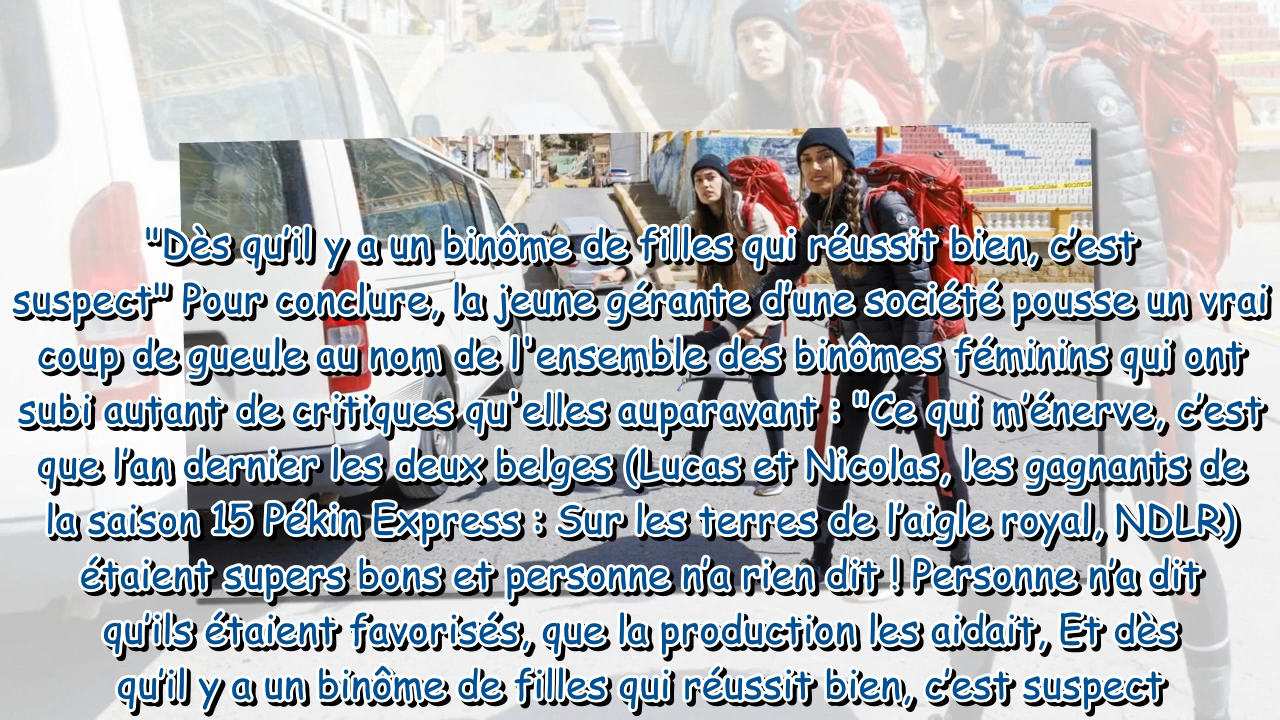 "Dès qu’il y a un binôme de filles qui réussit bien, c’est
suspect" Pour conclure, la jeune gérante d’une société pousse un vrai
coup de gueule au nom de l'ensemble des binômes féminins qui ont
subi autant de critiques qu'elles auparavant : "Ce qui m’énerve, c’est
que l’an dernier les deux belges (Lucas et Nicolas, les gagnants de
la saison 15 Pékin Express : Sur les terres de l’aigle royal, NDLR)
étaient supers bons et personne n’a rien dit ! Personne n’a dit
qu’ils étaient favorisés, que la production les aidait, Et dès
qu’il y a un binôme de filles qui réussit bien, c’est suspect